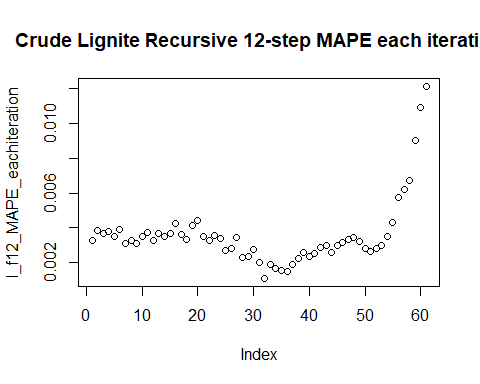 Crude Lignite Recursive 12-step MAPE each iterati
l_f12_MAPE_eachiteration
0.010
0.006
0.002
0 10 20 30 40 50 60
Index